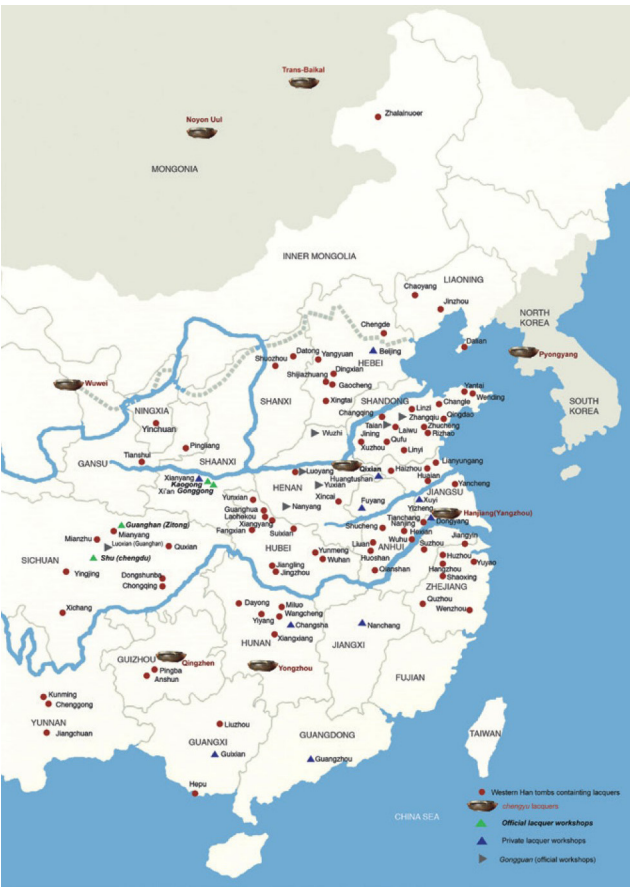 Trans-Baikal
Noyon Uul
Zhalainuoer
MONGONIA
INNER MONGOLIA
LIAONING
Chaoyang
Jinzhou
NORTH
KOREA
Chengde
Dalian
Pyongyang
Beijing
HEBEI
Datong
Yangyuan
Shuozhou
Dingxian
Shijiazhuang
Gaocheng
Wuwei
SOUTH
KOREA
Yantai
Wending
SHANXI
Xingtai
SHANDONG
Linzi
Changle
Changqing
Zhangqiu
Qingdao
NINGXIA
Yinchuan
Taian
Laiwu
Zhucheng
Rizhao
Wuzhi
Jining
Qufu
Xuzhou
Linyi
Pingliang
Tianshui
GANSU
SHAANXI
Lianyungang
Luoyang
Qixian
Haizhou
Xianyang
Kaogong
Xi'an
Gonggong
HENAN
Yuxian
Huangtushan
Huaian
Yancheng
JIANGSU
Yunxian
Xincai
Xuyi
Guanghua
Nanyang
Fuyang
Yizheng
Hanjiang(Yangzhou)
Laohekou
Tianchang
Dongyang
Xiangyang
Shucheng
Nanjing
Guanghan (Zitong)
Fangxian
Suixian
Hexian
Mianyang
Wuhu
Jiangyin
Mianzhu
Luoxian (Guanghan)
Quxian
HUBEI
Yunmeng
Liuan
ANHUI
Suzhou
Shu (chengdu)
Wuhan
Huoshan
Huzhou
Yuyao
SICHUAN
Jiangling
Jingzhou
Qianshan
Hangzhou
Yingjing
Dongshunba
Chongqing
Shaoxing
ZHEJIANG
Xichang
Dayong
Miluo
Quzhou
Yiyang
Wangcheng
Wenzhou
Changsha
Nanchang
HUNAN
Xiangxiang
JIANGXI
GUIZHOU
Qingzhen
Pingba
Yongzhou
Anshun
FUJIAN
Kunming
Chenggong
YUNNAN
Liuzhou
Jiangchuan
GUANGXI
GUANGDONG
TAIWAN
Guixian
Guangzhou
Hepu
Western Han tombs containting lacquers
chengyu lacquers
CHINA SEA
Official lacquer workshops
Private lacquer workshops
Gongguan (official workshops)